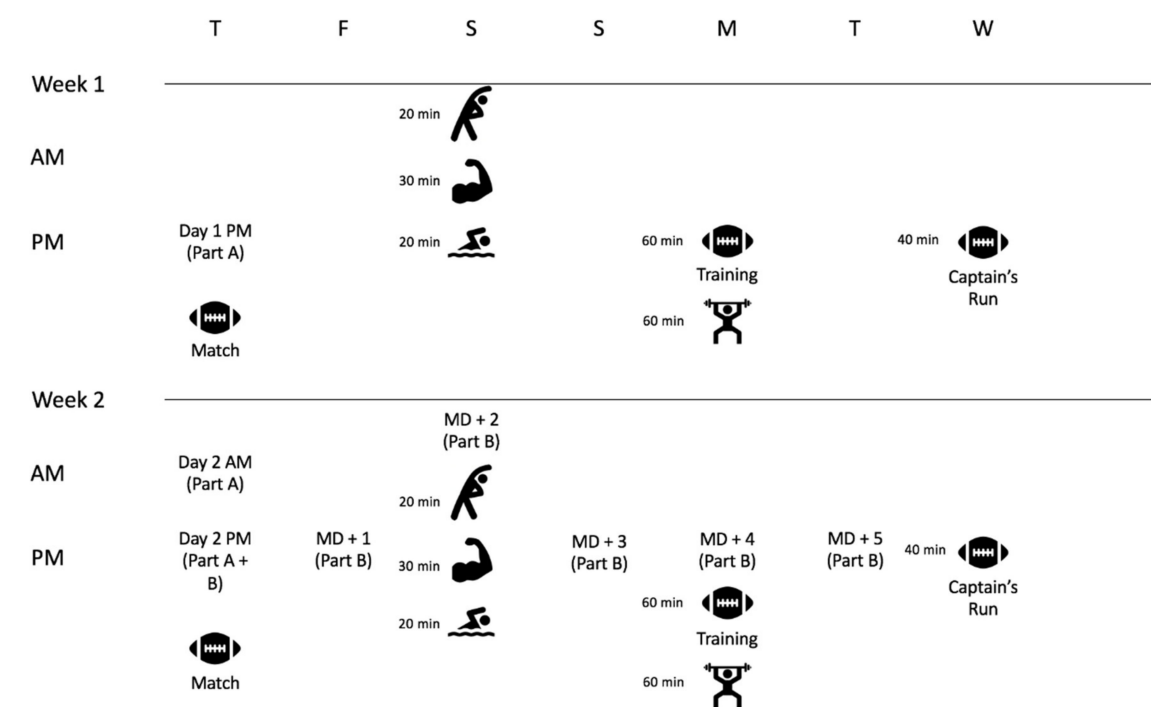 T F S S M T W
Week 1
20 min
AM
30 min
PM
Day 1 PM
(Part A)
20 min
60 min
Training
40 min
Captain's
Run
60 min
Match
Week 2
MD + 2
(Part B)
AM
Day 2 AM
(Part A)
20 min
PM
Day 2 PM
(Part A +
B)
MD + 1
(Part B)
30 min
MD + 3
(Part B)
MD + 4
(Part B)
MD + 5
(Part B)
40 min
Captain's
Run
20 min
60 min
Training
Match
60 min